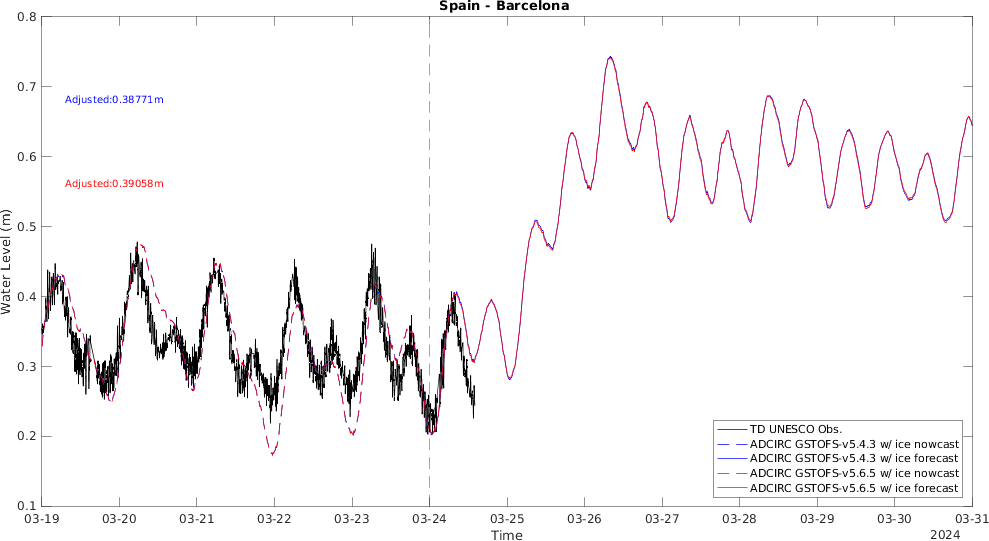 Spain - Barcelona
0.8
0.7
0.6
0.5
0.4
0.3
0.2
0.1
Water Level (m)
Adjusted:0.38771m
Adjusted:0.39058m
TD UNESCO Obs.
ADCIRC GSTOFS-v5.4.3 w/ ice nowcast
ADCIRC GSTOFS-v5.4.3 w/ ice forecast
ADCIRC GSTOFS-v5.6.5 w/ ice nowcast
ADCIRC GSTOFS-v5.6.5 w/ ice forecast
03-19 03-20 03-21 03-22 03-23 03-24 03-25 03-26 03-27 03-28 03-29 03-30 03-31
Time
2024